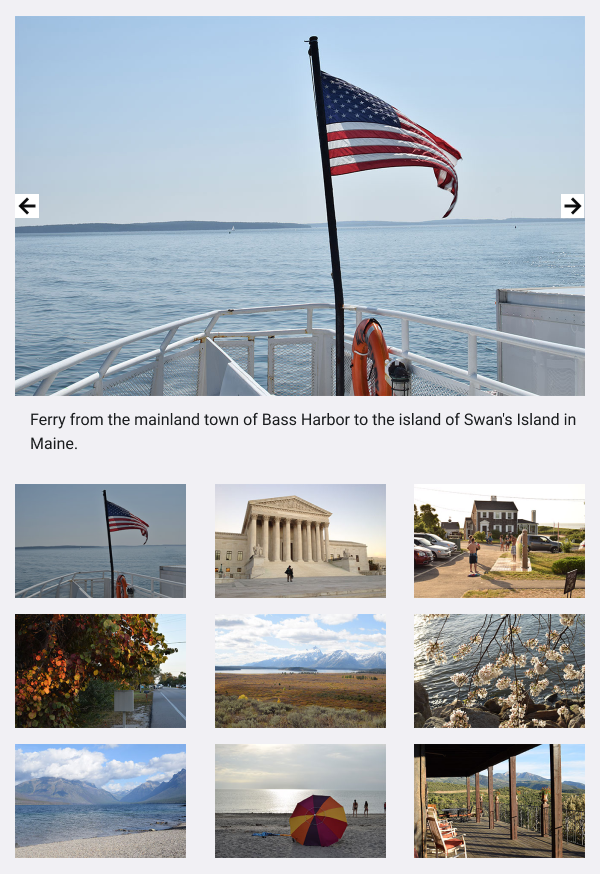 Ferry from the mainland town of Bass Harbor to the island of Swan's Island in
Maine.